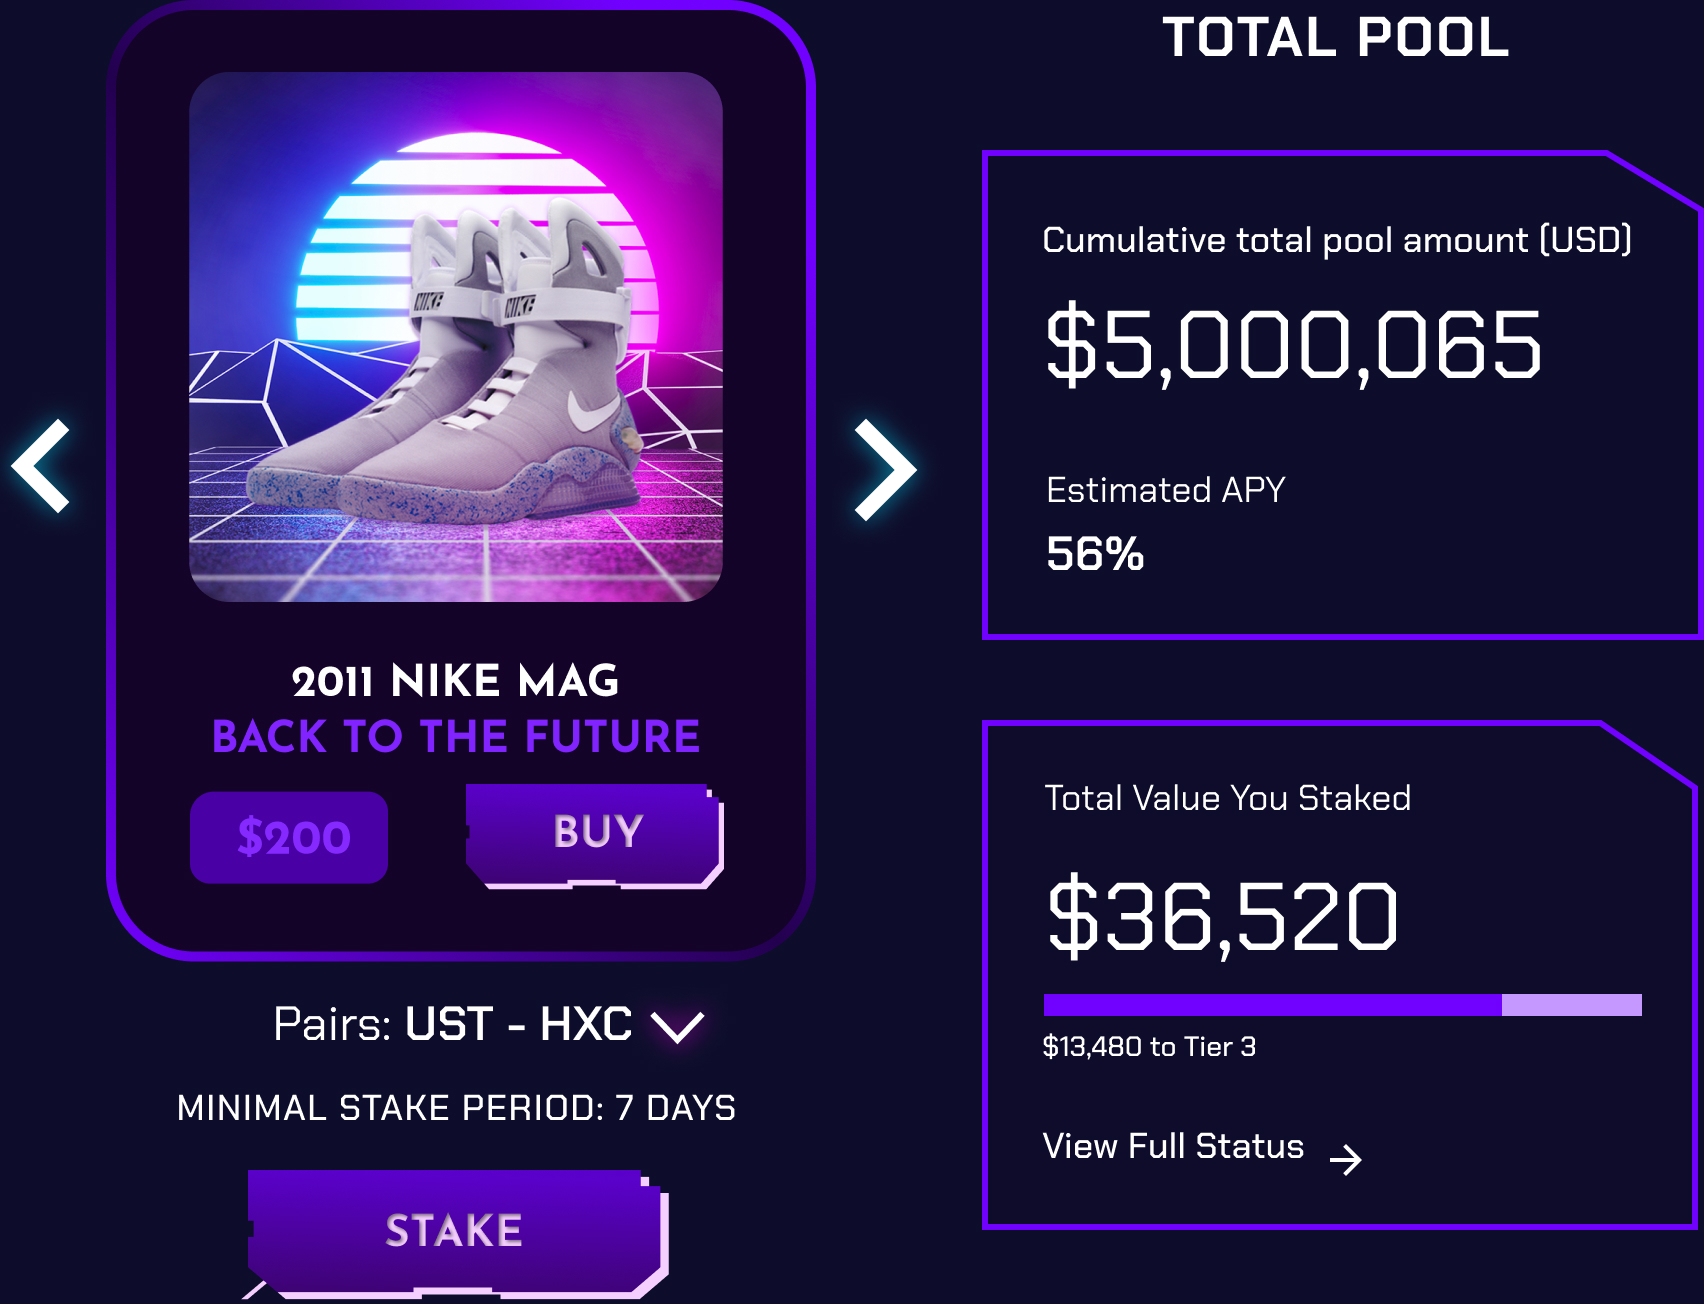 NIKE
NIKE
2011 NIKE MAG
BACK TO THE FUTURE
$200
BUY
Pairs: UST - HXC
MINIMAL STAKE PERIOD: 7 DAYS
STAKE
TOTAL POOL
Cumulative total pool amount (USD)
$5,000,065
Estimated APY
56%
Total Value You Staked
$36,520
$13,480 to Tier 3
View Full Status